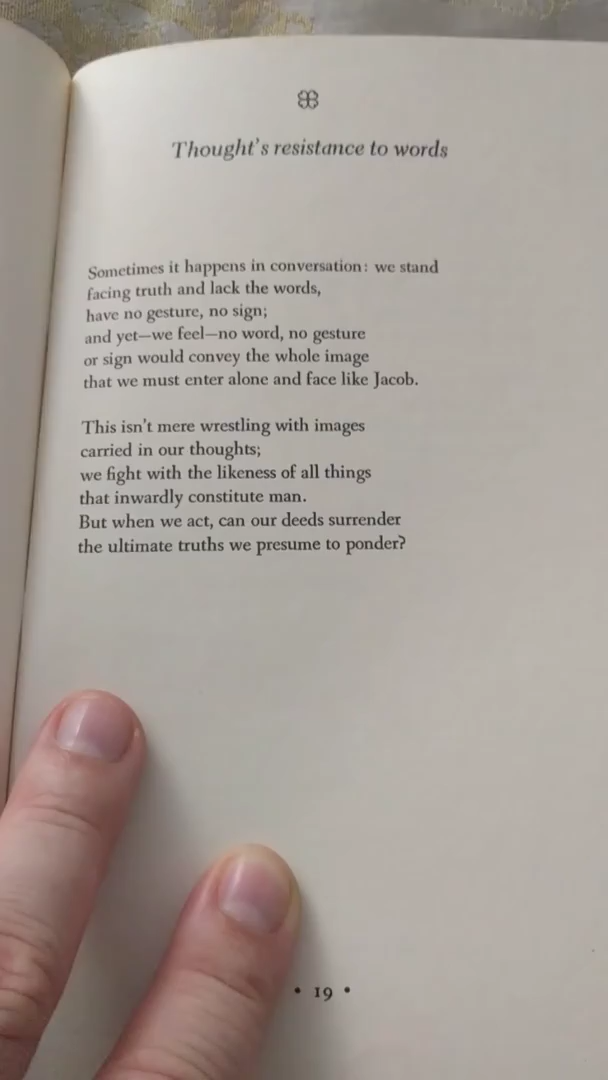 Thought's resistance to words
Sometimes it happens in conversation: we stand
facing truth and lack the words,
have no gesture, no sign;
and yet—we feel—no word, no gesture
or sign would convey the whole image
that we must enter alone and face like Jacob.
This isn't mere wrestling with images
carried in our thoughts;
we fight with the likeness of all things
that inwardly constitute man.
But when we act, can our deeds surrender
the ultimate truths we presume to ponder?
• 19 •